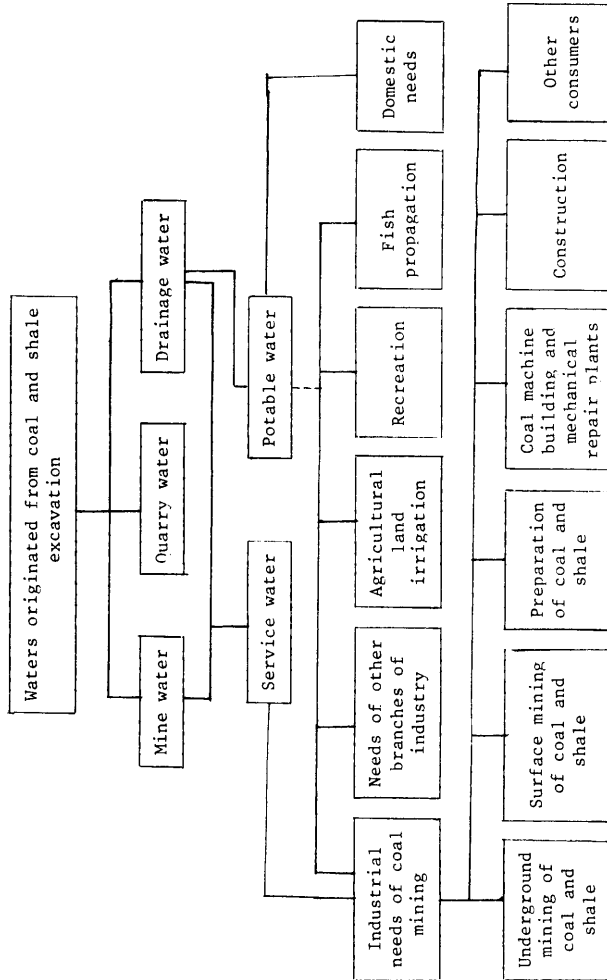 Waters originated from coal and shale
excavation
Mine water
Quarry water
Drainage water
Service water
Potable water
Industrial
needs of coal
mining
Needs of other
branches of
industry
Agricultural
land
irrigation
Recreation
Fish
propagation
Domestic
needs
Underground
mining of
coal and
shale
Surface mining
of coal and
shale
Preparation
of coal and
shale
Coal machine
building and
mechanical
repair plants
Construction
Other
consumers